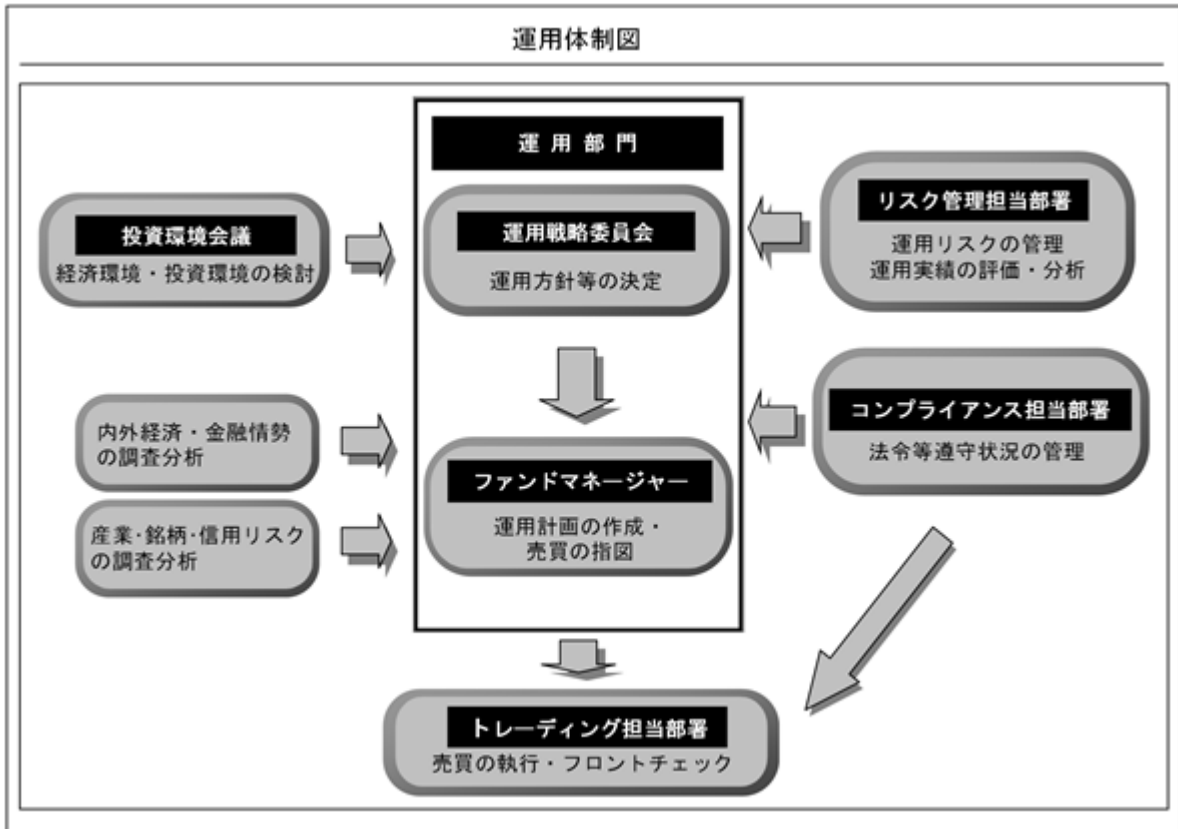 運用体制図
運用部門
投資環境会議
経済環境・投資環境の検討
運用戦略委員会
運用方針等の決定
リスク管理担当部署
運用リスクの管理
運用実績の評価・分析
内外経済・金融情勢
の調査分析
産業・銘柄・信用リスク
の調査分析
ファンドマネージャー
運用計画の作成・
売買の指図
コンプライアンス担当部署
法令等遵守状況の管理
トレーディング担当部署
売買の執行・フロントチェック